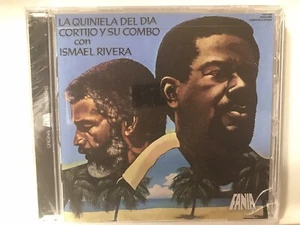 LA QUINIELA DEL DIA
CORTIJO Y SU COMBO
con
ISMAEL RIVERA
FANIA